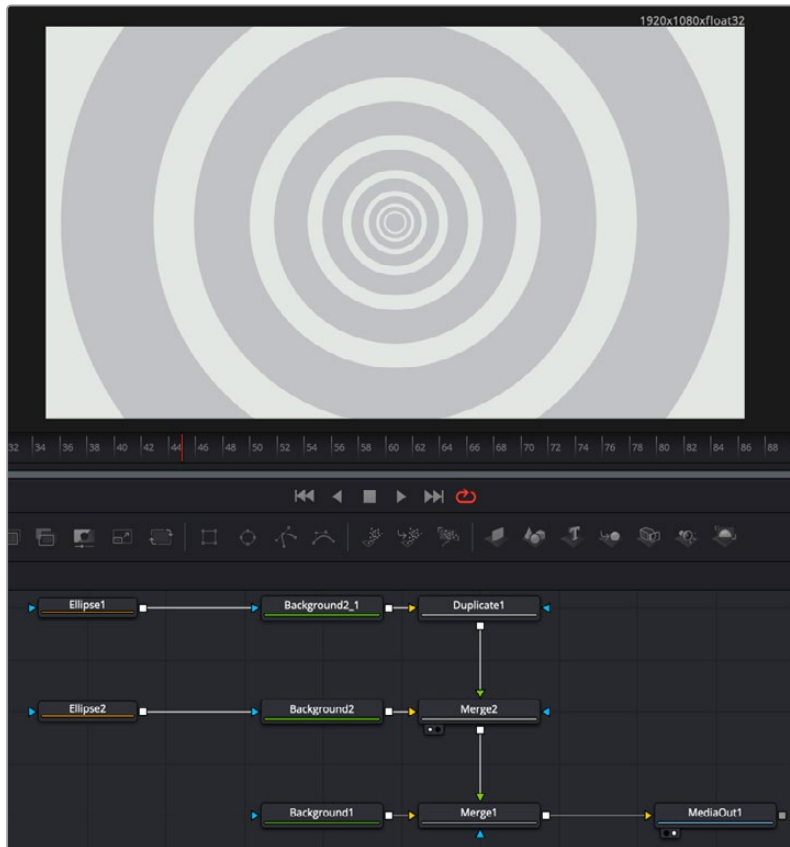 1920x1080xfloat32
32 34 36 38 40 42 44 46 48 50 52 54 56 58 60 62 64 66 68 70 72 74 76 78 80 82 84 86 88
T
Ellipse1 Background2_1 Duplicate1
Ellipse2 Background2 Merge2
Background1 Merge1 MediaOut1